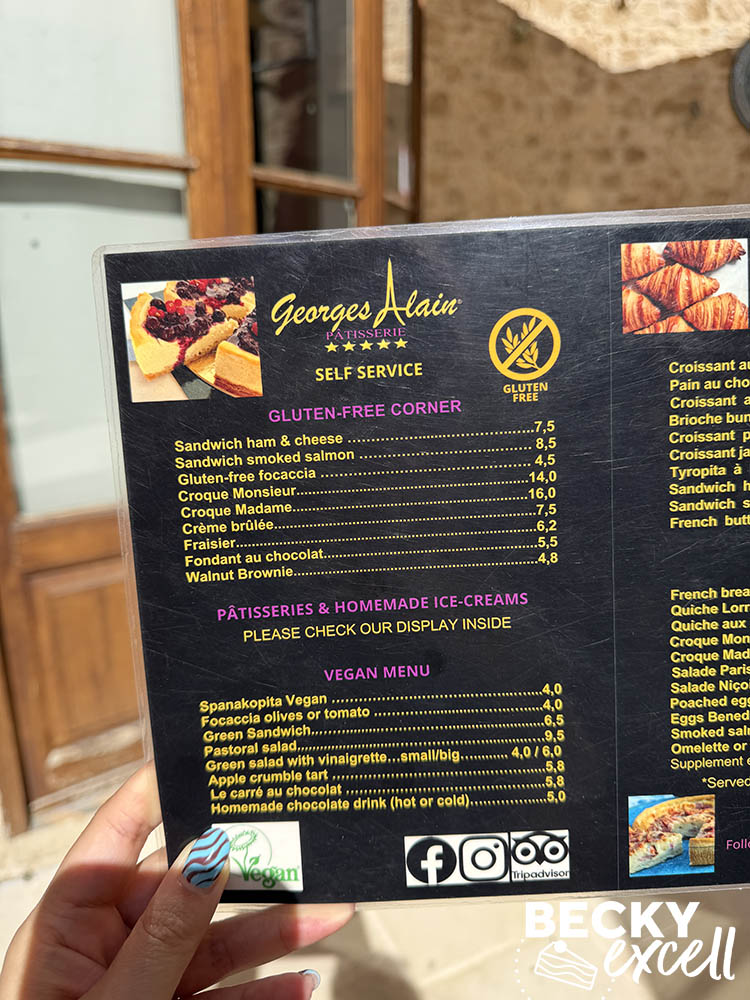 Georges Alain
PÂTISSERIE
SELF SERVICE
GLUTEN
FREE
GLUTEN-FREE CORNER
Sandwich ham & cheese ........................................7,5
Sandwich smoked salmon ........................................8,5
Gluten-free focaccia ........................................4,5
Croque Monsieur........................................14,0
Croque Madame........................................16,0
Crème brûlée........................................7,5
Fraisier........................................6,2
Fondant au chocolat........................................5,5
Walnut Brownie........................................4,8
PÂTISSERIES & HOMEMADE ICE-CREAMS
PLEASE CHECK OUR DISPLAY INSIDE
VEGAN MENU
Spanakopita Vegan ........................................4,0
Focaccia olives or tomato ........................................4,0
Green Sandwich........................................6,5
Pastoral salad........................................9,5
Green salad with vinaigrette...small/big........... 4,0 / 6,0
Apple crumble tart ........................................5,8
Le carré au chocolat ........................................5,8
Homemade chocolate drink (hot or cold)....................5,0
Vegan
Tripadvisor
Croissant au
Pain au cho
Croissant a
Brioche bun
Croissant p
Croissant ja
Tyropita à
Sandwich h
Sandwich s
French butt
French brea
Quiche Lorr
Quiche aux
Croque Mon
Croque Mad
Salade Paris
Salade Niço
Poached egg
Eggs Bened
Smoked saln
Omelette or
Supplement e
*Served
Follo
BECKY
excell